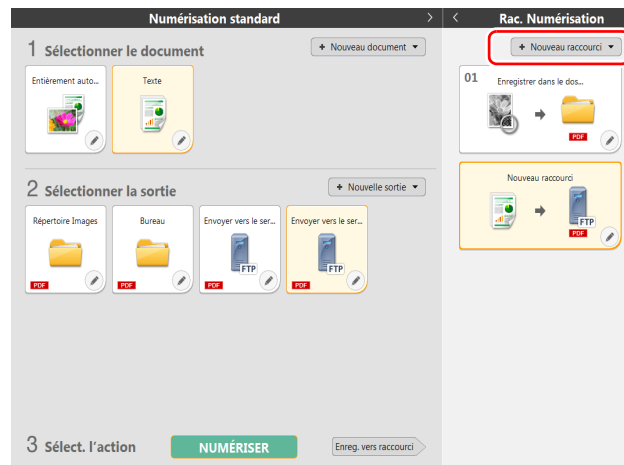 Numérisation standard
1 Sélectionner le document
+ Nouveau document
Entièrement auto...
Texte
2 Sélectionner la sortie
+ Nouvelle sortie
Répertoire Images
PDF
Bureau
PDF
Envoyer vers le ser...
FTP
PDF
Envoyer vers le ser...
FTP
PDF
3 Sélect. l'action
NUMÉRISER
Enreg. vers raccourci
Rac. Numérisation
+ Nouveau raccourci
01
Enregistrer dans le dos...
PDF
Nouveau raccourci
FTP
PDF